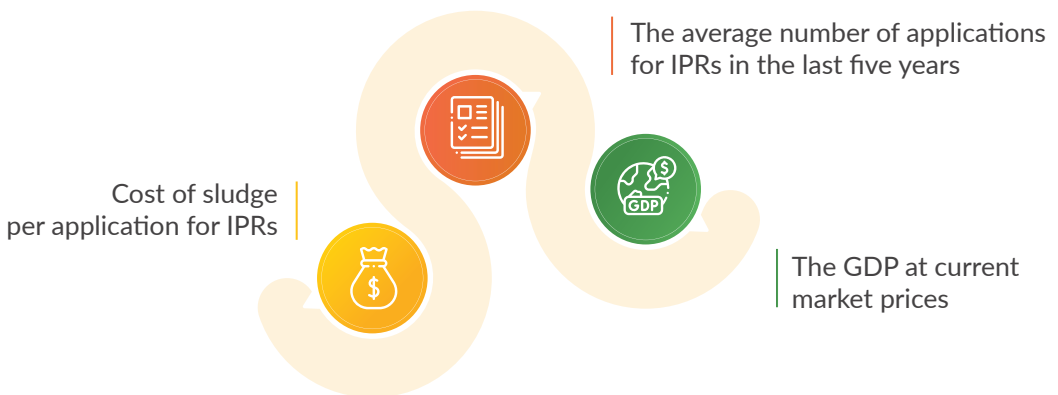 The average number of applications
for IPRs in the last five years
Cost of sludge
per application for IPRs
$
$
GDP
The GDP at current
market prices